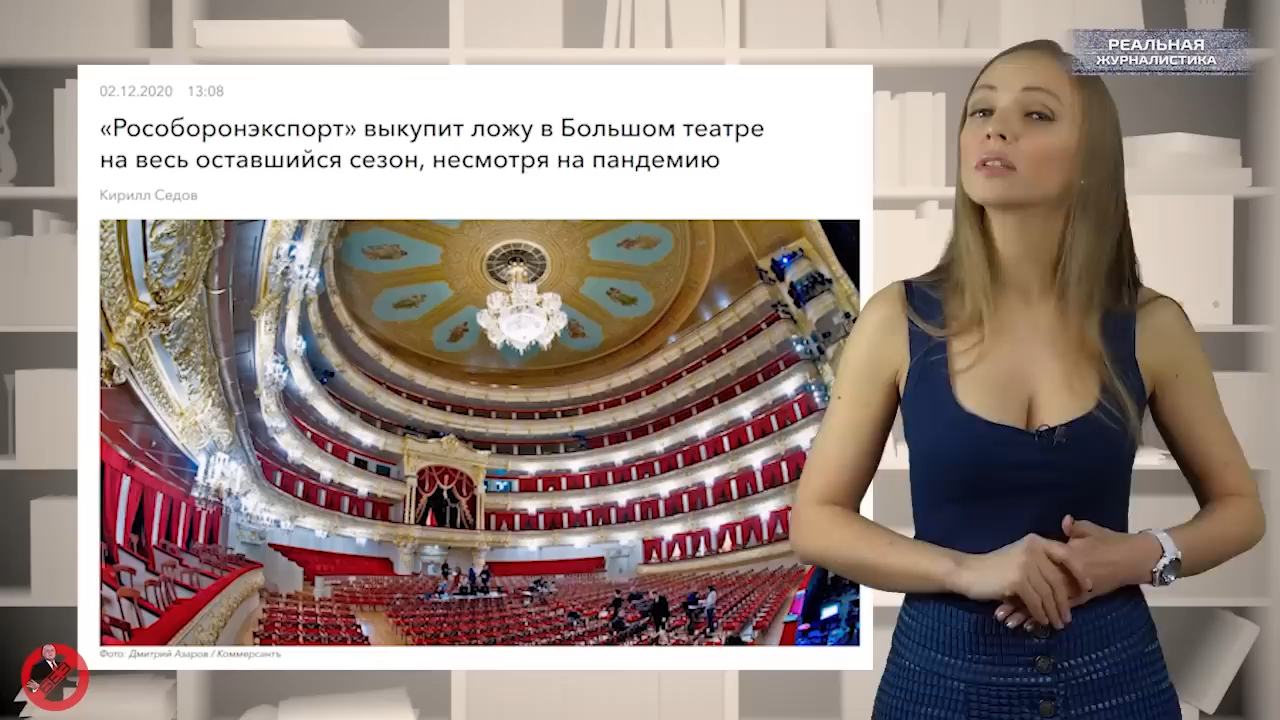 РЕАЛЬНАЯ
ЖУРНАЛИСТИКА
02.12.2020 13:08
«Рособоронэкспорт» выкупит ложу в Большом театре
на весь оставшийся сезон, несмотря на пандемию
Кирилл Седов
Фото: Дмитрий Азаров / Коммерсантъ